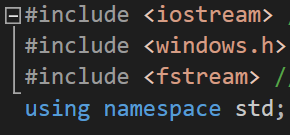 #include <iostream> /
#include <windows.h>
#include <fstream> //
using namespace std;